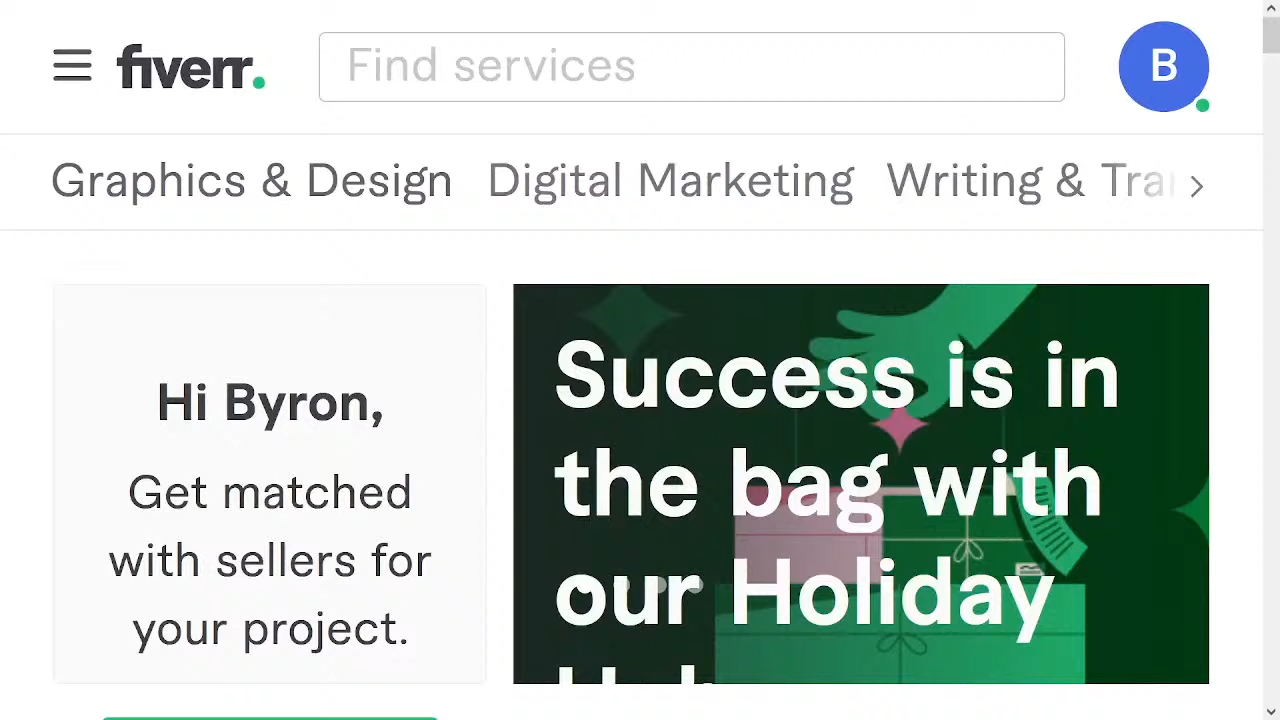 fiverr.
Find services
B
Graphics & Design
Digital Marketing
Writing &
Hi Byron,
Get matched
with sellers for
your project.
Success is in
the bag with
our Holiday